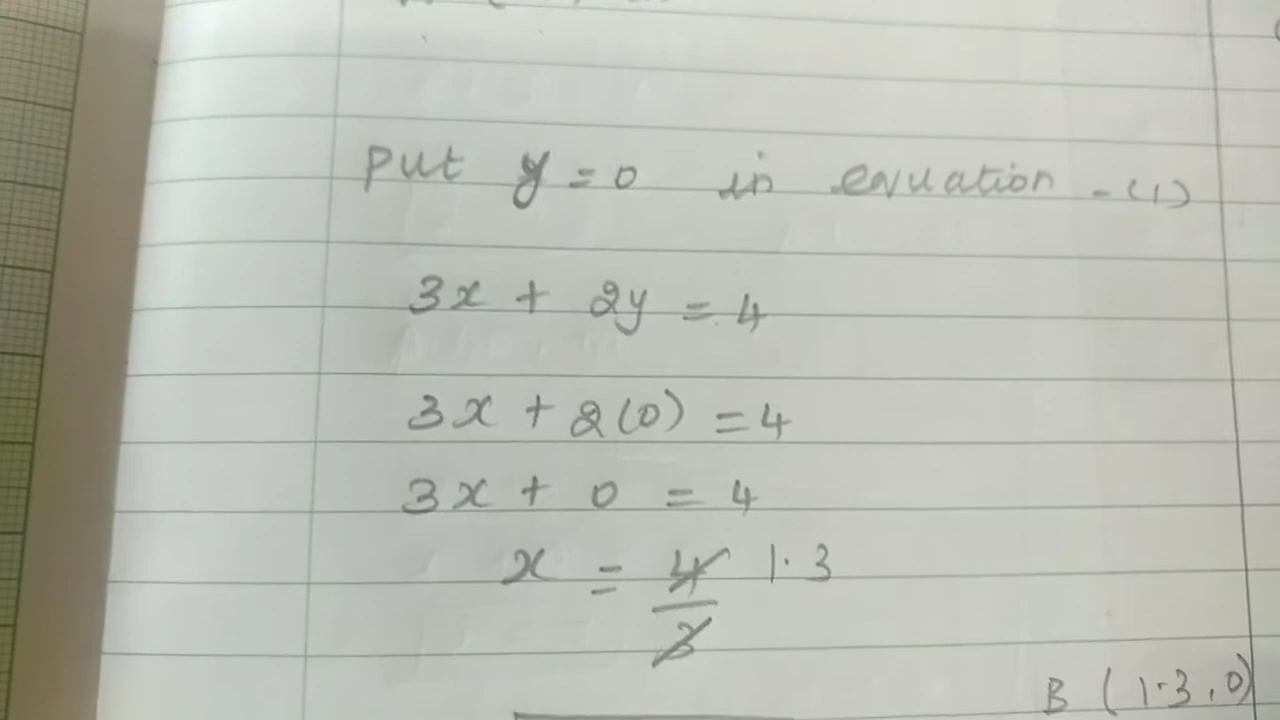 put y = 0 in equation - (1)
3x + 2y = 4
3x + 2(0) = 4
3x + 0 = 4
x = 4/3 1.3
B (1.3, 0)